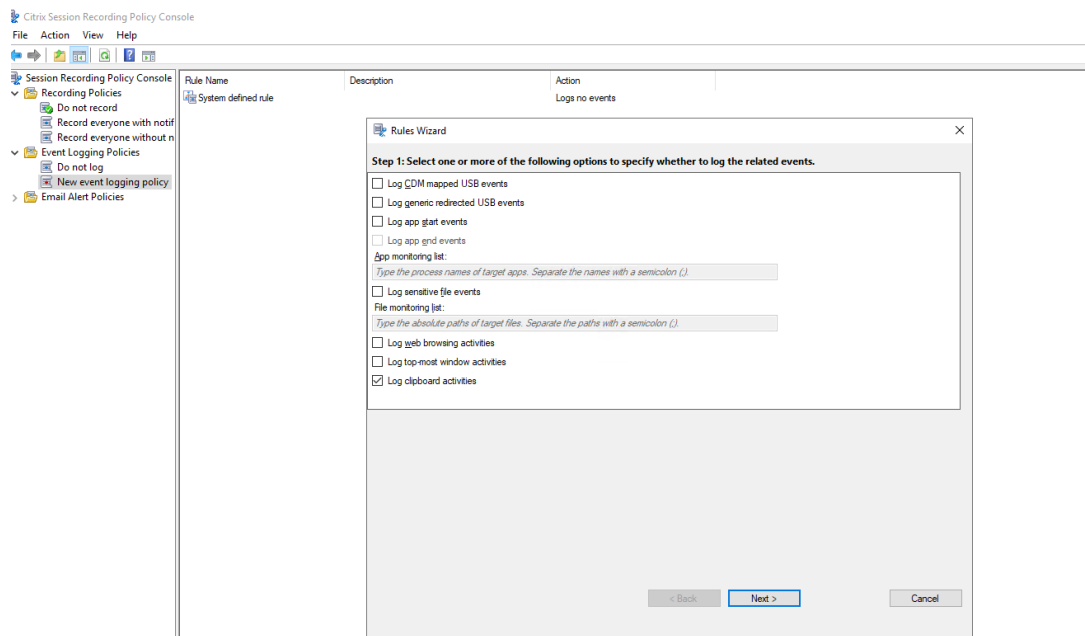 Citrix Session Recording Policy Console
File Action View Help
Session Recording Policy Console
Recording Policies
Do not record
Record everyone with notif
Record everyone without n
Event Logging Policies
Do not log
New event logging policy
Email Alert Policies
Rule Name Description Action
System defined rule Logs no events
Rules Wizard
Step 1: Select one or more of the following options to specify whether to log the related events.
Log CDM mapped USB events
Log generic redirected USB events
Log app start events
Log app end events
App monitoring list:
Type the process names of target apps. Separate the names with a semicolon (;).
Log sensitive file events
File monitoring list:
Type the absolute paths of target files. Separate the paths with a semicolon (;).
Log web browsing activities
Log top-most window activities
Log clipboard activities
< Back Next > Cancel